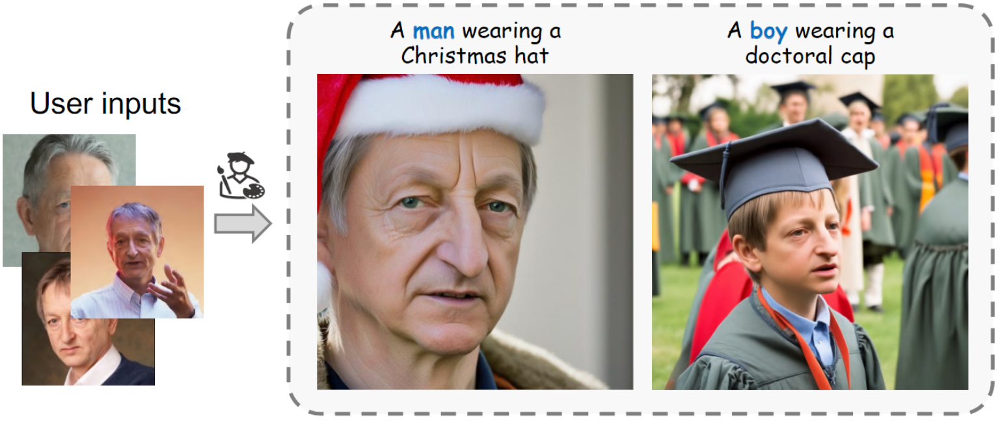 User inputs
A man wearing a
Christmas hat
A boy wearing a
doctoral cap